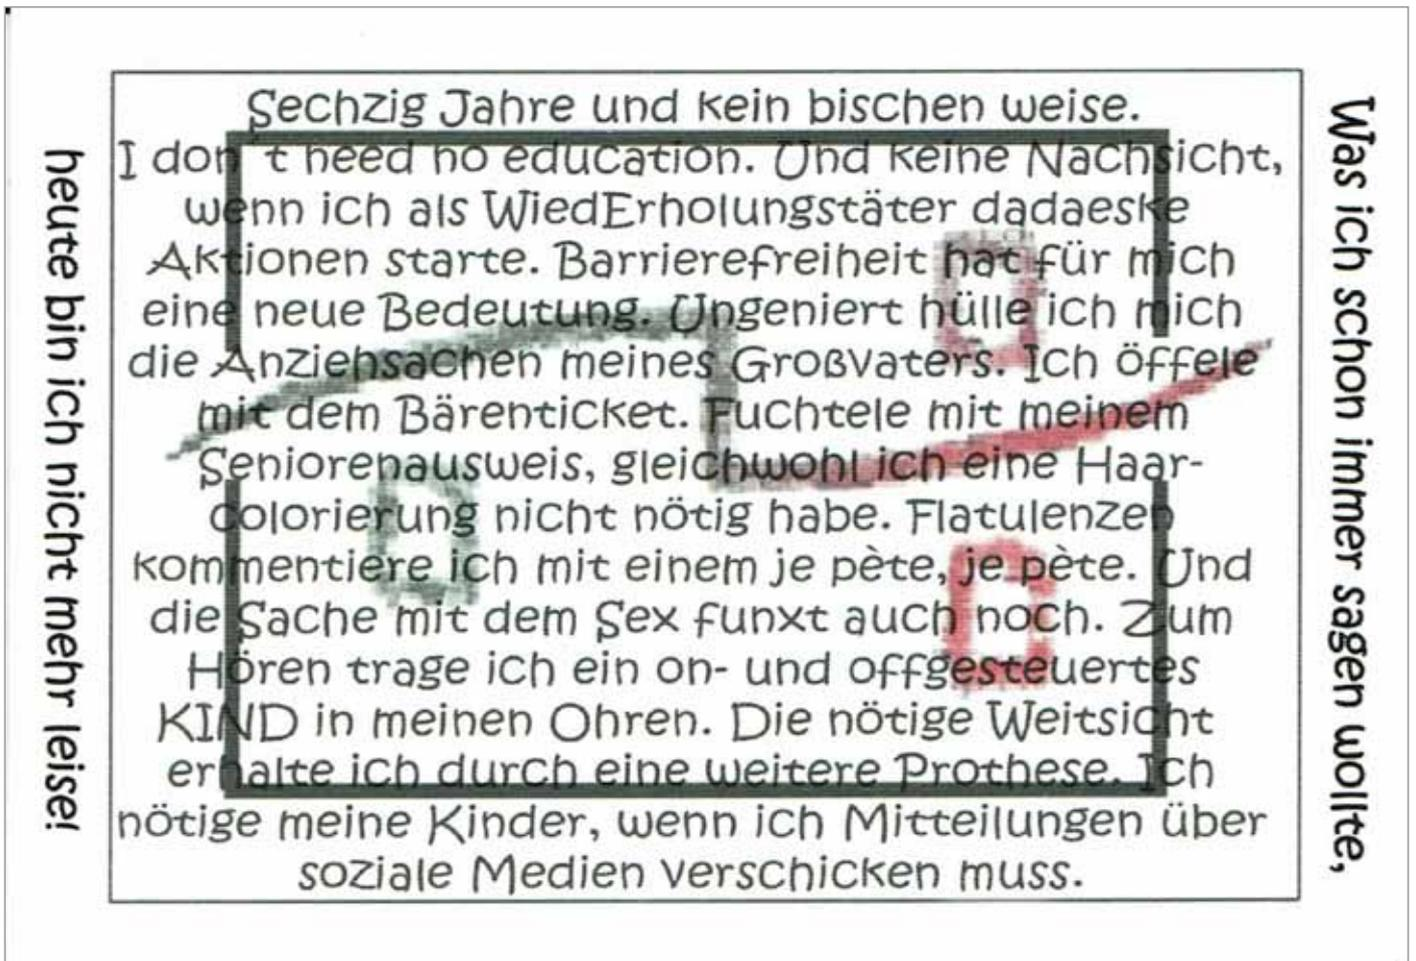 Sechzig Jahre und kein bischen weise.
I don´t need no education. Und keine Nachsicht,
wenn ich als WiedErholungstäter dadaeske
Aktionen starte. Barrierefreiheit hat für mich
eine neue Bedeutung. Ungeniert hülle ich mich
die Anziehsachen meines Großvaters. Ich öffele
mit dem Bärenticket. Fuchtele mit meinem
Seniorenausweis, gleichwohl ich eine Haar-
colorierung nicht nötig habe. Flatulenzen
kommentiere ich mit einem je pète, je pète. Und
die Sache mit dem Sex funxt auch noch. Zum
Hören trage ich ein on- und offgesteuertes
KIND in meinen Ohren. Die nötige Weitsicht
erhalte ich durch eine weitere Prothese. Ich
nötige meine Kinder, wenn ich Mitteilungen über
soziale Medien verschicken muss.
Was ich schon immer sagen wollte,
heute bin ich nicht mehr leise!